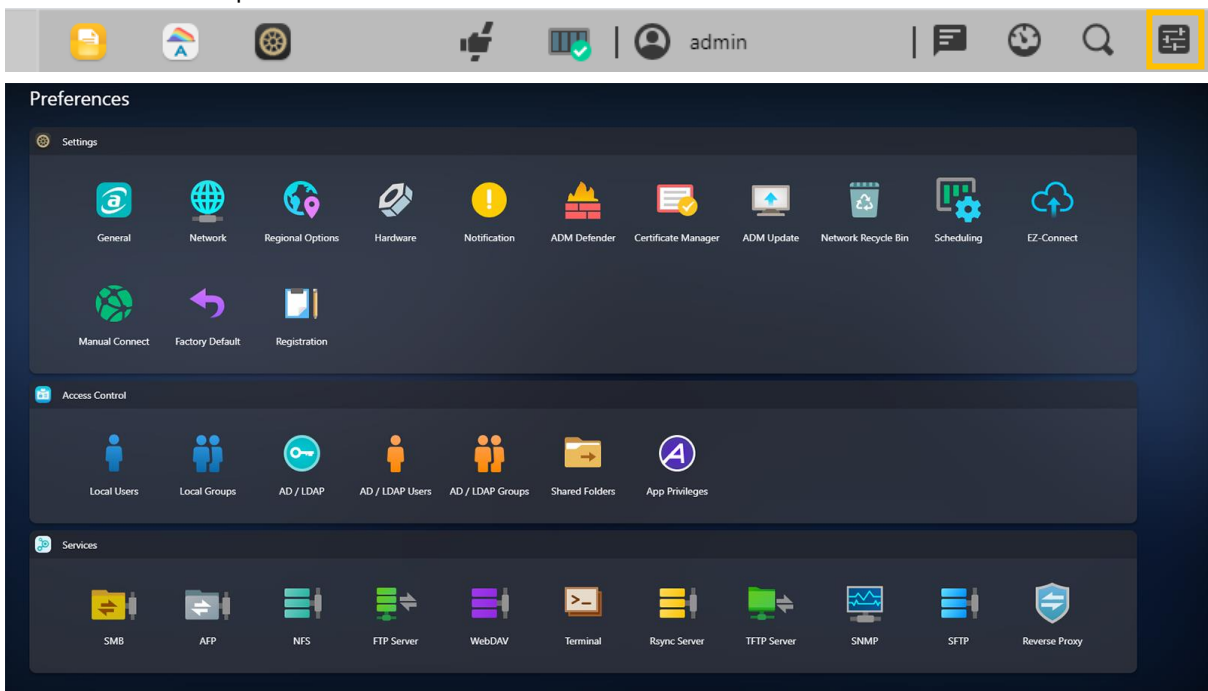 admin
Preferences
Settings
General Network Regional Options Hardware Notification ADM Defender Certificate Manager ADM Update Network Recycle Bin Scheduling EZ-Connect
Manual Connect Factory Default Registration
Access Control
Local Users Local Groups AD / LDAP AD / LDAP Users AD / LDAP Groups Shared Folders App Privileges
Services
SMB AFP NFS FTP Server WebDAV Terminal Rsync Server TFTP Server SNMP SFTP Reverse Proxy